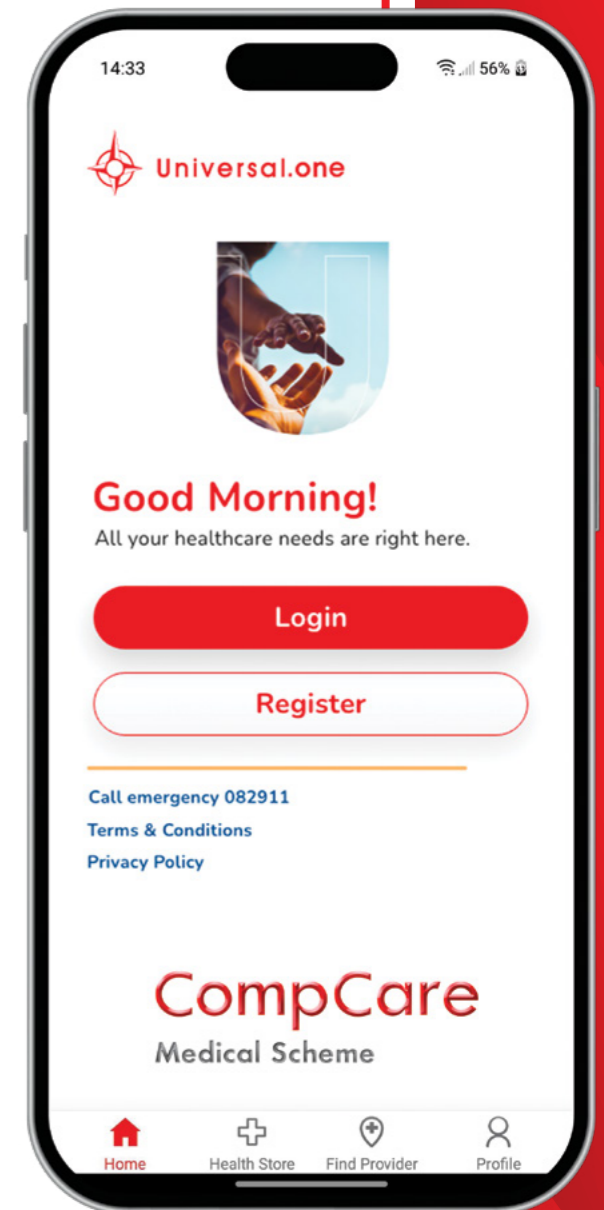 14:33 56%
Universal.one
Good Morning!
All your healthcare needs are right here.
Login
Register
Call emergency 082911
Terms & Conditions
Privacy Policy
CompCare
Medical Scheme
Home Health Store Find Provider Profile